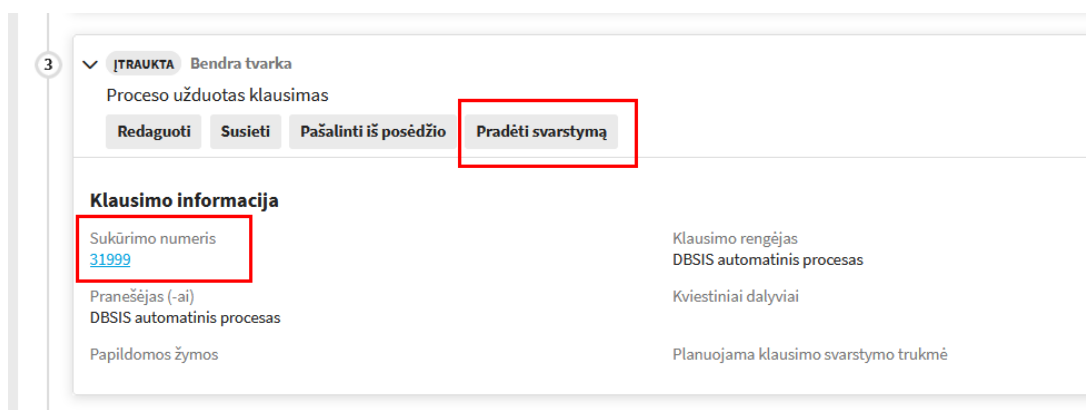 3
ĮTRAUKTA Bendra tvarka
Proceso užduotas klausimas
Redaguoti Susieti Pašalinti iš posėdžio Pradėti svarstymą
Klausimo informacija
Sukūrimo numeris Klausimo rengėjas
31999 DBSIS automatinis procesas
Pranešėjas (-ai) Kviestiniai dalyviai
DBSIS automatinis procesas
Papildomos žymos Planuojama klausimo svarstymo trukmė